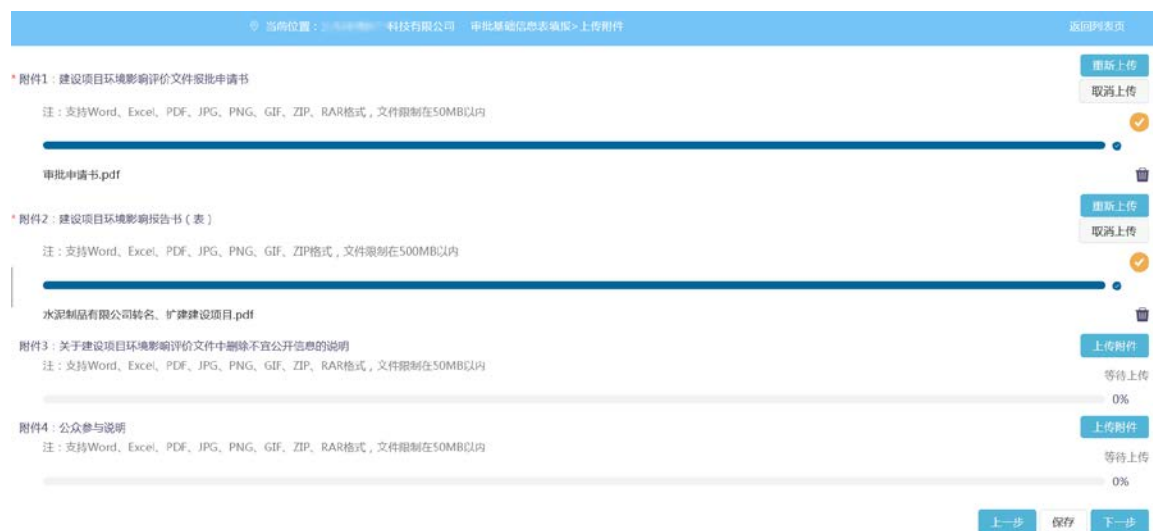 当前位置： 科技有限公司 审批基础信息表填报>上传附件 返回列表页
重新上传
* 附件1：建设项目环境影响评价文件报批申请书
取消上传
注：支持Word、Excel、PDF、JPG、PNG、GIF、ZIP、RAR格式，文件限制在50MB以内
审批申请书.pdf
重新上传
* 附件2：建设项目环境影响报告书（表）
取消上传
注：支持Word、Excel、PDF、JPG、PNG、GIF、ZIP格式，文件限制在500MB以内
水泥制品有限公司转名、扩建建设项目.pdf
附件3：关于建设项目环境影响评价文件中删除不宜公开信息的说明 上传附件
注：支持Word、Excel、PDF、JPG、PNG、GIF、ZIP、RAR格式，文件限制在50MB以内
等待上传
0%
附件4：公众参与说明 上传附件
注：支持Word、Excel、PDF、JPG、PNG、GIF、ZIP、RAR格式，文件限制在50MB以内
等待上传
0%
上一步 保存 下一步